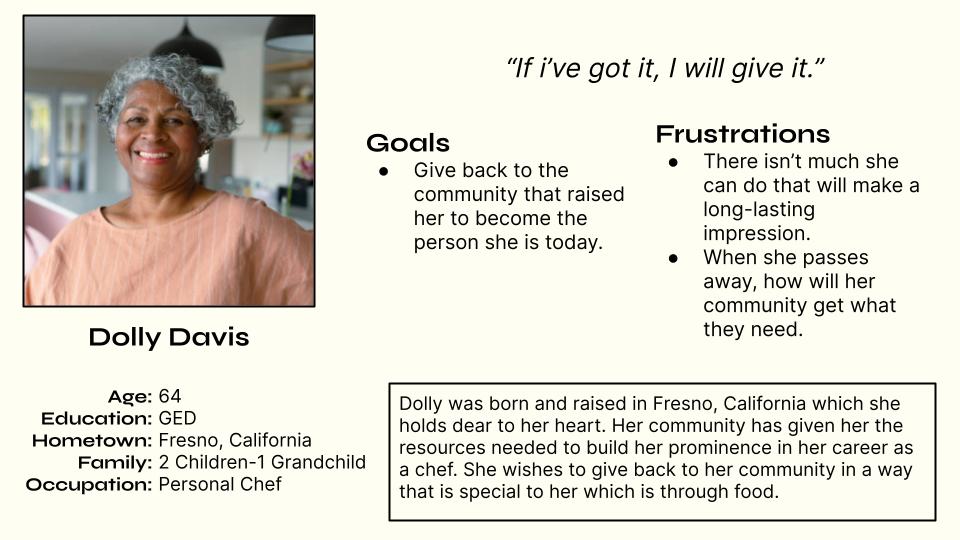 “If i’ve got it, I will give it.”
Goals
● Give back to the
community that raised
her to become the
person she is today.
Frustrations
● There isn’t much she
can do that will make a
long-lasting
impression.
● When she passes
away, how will her
community get what
they need.
Dolly Davis
Age: 64
Education: GED
Hometown: Fresno, California
Family: 2 Children-1 Grandchild
Occupation: Personal Chef
Dolly was born and raised in Fresno, California which she
holds dear to her heart. Her community has given her the
resources needed to build her prominence in her career as
a chef. She wishes to give back to her community in a way
that is special to her which is through food.